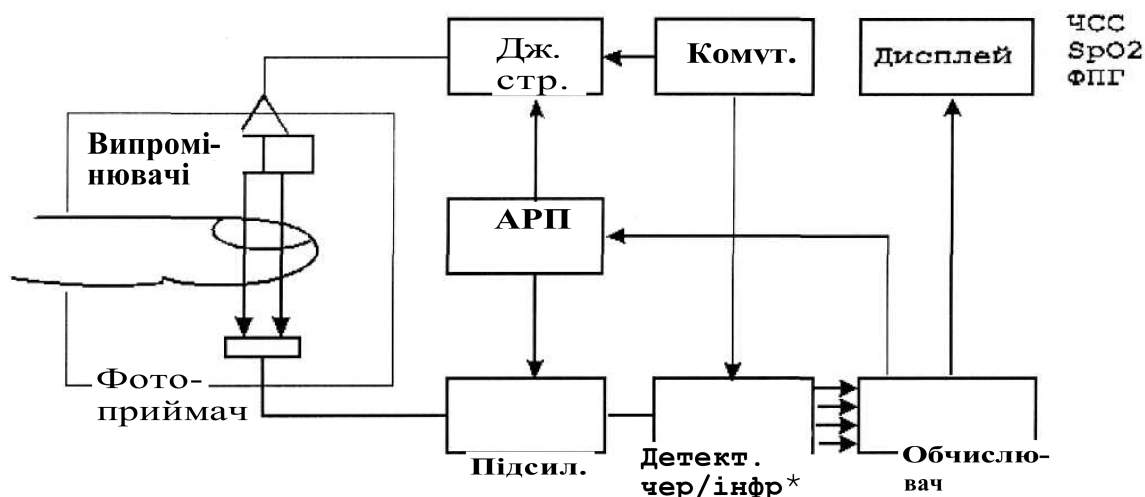 Дж.
стр.
Комут.
Дисплей
ЧСС
SpO2
ФПГ
Випромі-
нювачі
АРП
Фото-
приймач
Підсил.
Детект.
чер/інфр*
Обчислю-
вач